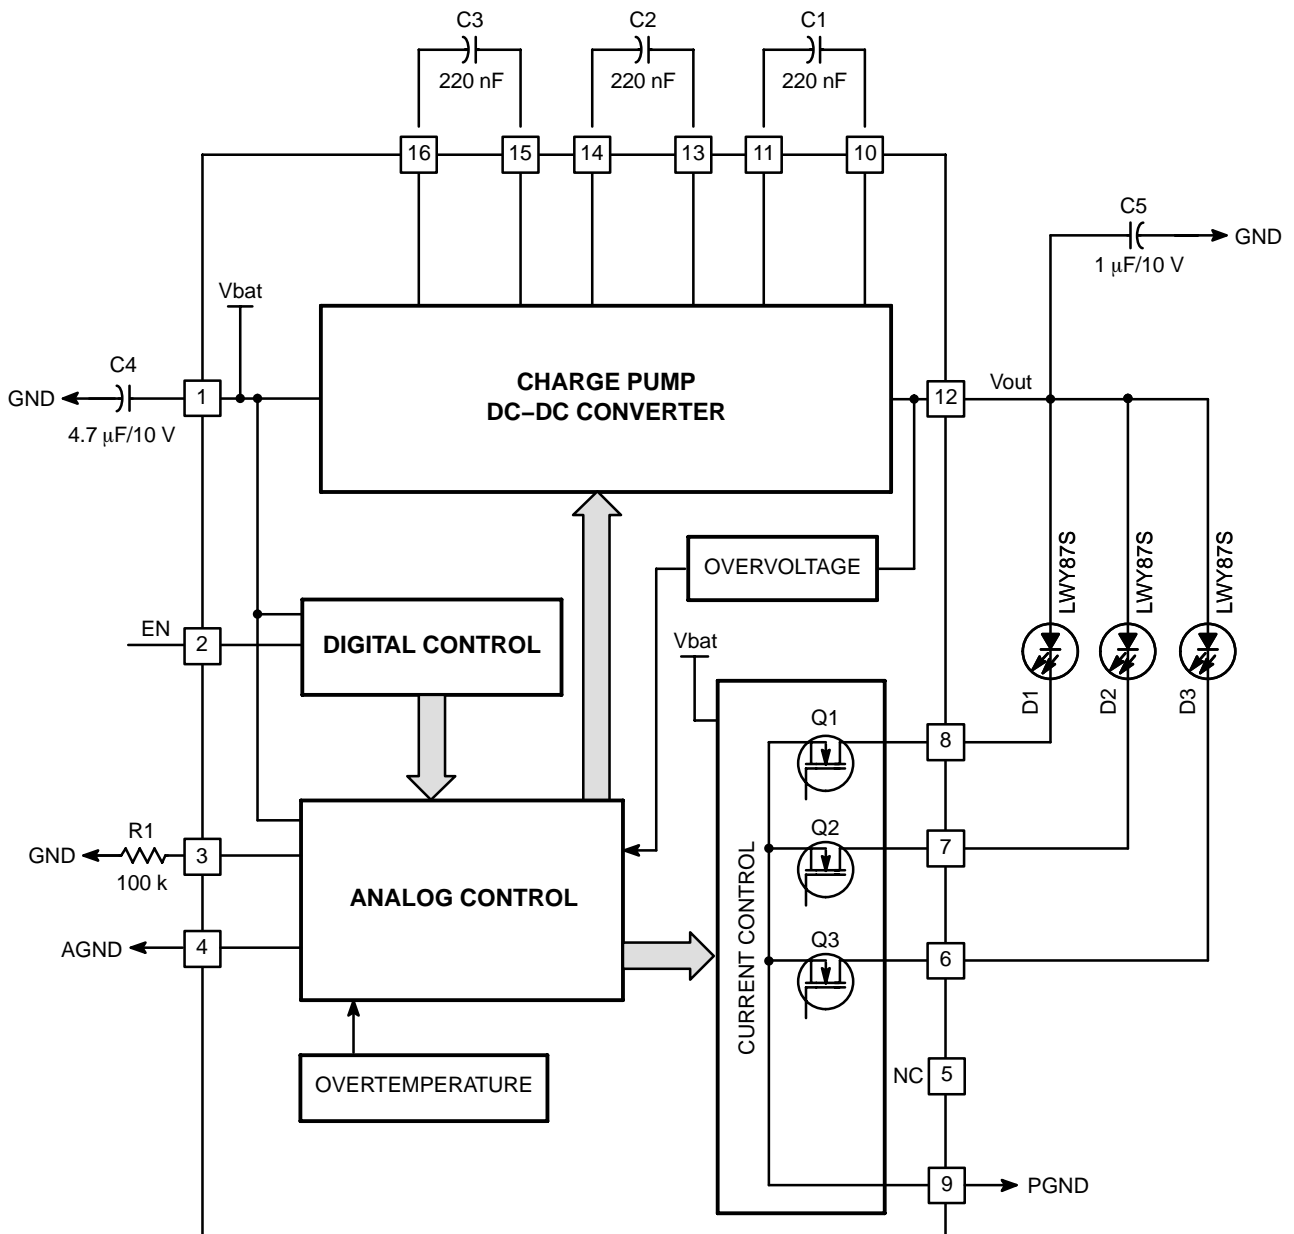 C3
C2
C1
220 nF
220 nF
220 nF
16
15
14
13
11
10
C5
GND
1 μF/10 V
Vbat
C4
GND
1
4.7 μF/10 V
CHARGE PUMP
DC–DC CONVERTER
12
Vout
OVERVOLTAGE
LWY87S
LWY87S
LWY87S
EN
2
DIGITAL CONTROL
Vbat
D1
D2
D3
Q1
8
R1
GND
3
100 k
Q2
7
ANALOG CONTROL
AGND
4
CURRENT CONTROL
Q3
6
OVERTEMPERATURE
NC
5
9
PGND